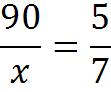 90/x = 5/7